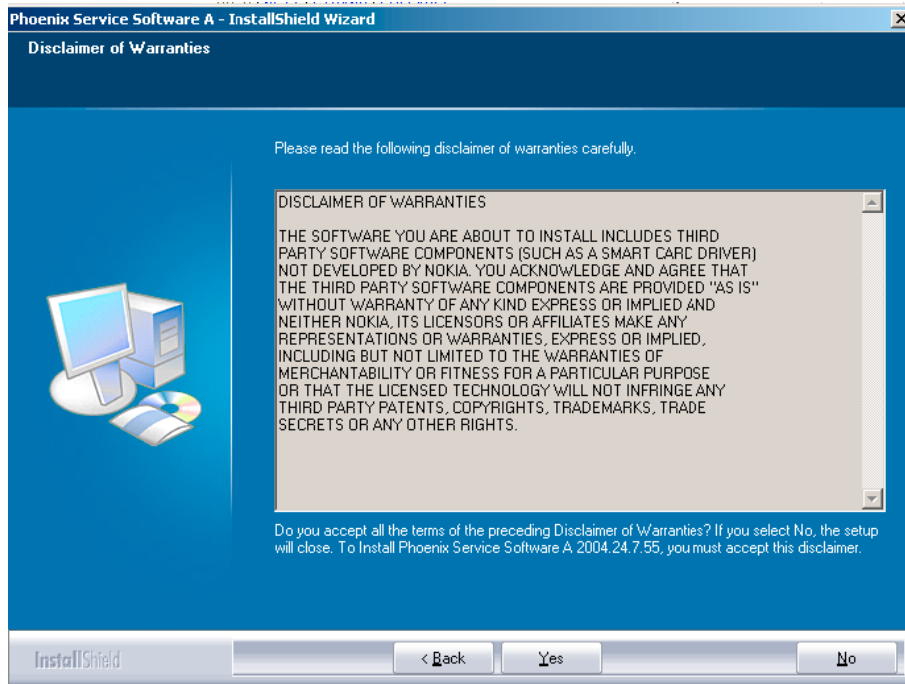 Phoenix Service Software A - InstallShield Wizard
Disclaimer of Warranties
Please read the following disclaimer of warranties carefully.
DISCLAIMER OF WARRANTIES
THE SOFTWARE YOU ARE ABOUT TO INSTALL INCLUDES THIRD
PARTY SOFTWARE COMPONENTS (SUCH AS A SMART CARD DRIVER)
NOT DEVELOPED BY NOKIA. YOU ACKNOWLEDGE AND AGREE THAT
THE THIRD PARTY SOFTWARE COMPONENTS ARE PROVIDED "AS IS"
WITHOUT WARRANTY OF ANY KIND EXPRESS OR IMPLIED AND
NEITHER NOKIA, ITS LICENSORS OR AFFILIATES MAKE ANY
REPRESENTATIONS OR WARRANTIES, EXPRESS OR IMPLIED,
INCLUDING BUT NOT LIMITED TO THE WARRANTIES OF
MERCHANTABILITY OR FITNESS FOR A PARTICULAR PURPOSE
OR THAT THE LICENSED TECHNOLOGY WILL NOT INFRINGE ANY
THIRD PARTY PATENTS, COPYRIGHTS, TRADEMARKS, TRADE
SECRETS OR ANY OTHER RIGHTS.
Do you accept all the terms of the preceding Disclaimer of Warranties? If you select No, the setup
will close. To Install Phoenix Service Software A 2004.24.7.55, you must accept this disclaimer.
InstallShield
< Back
Yes
No